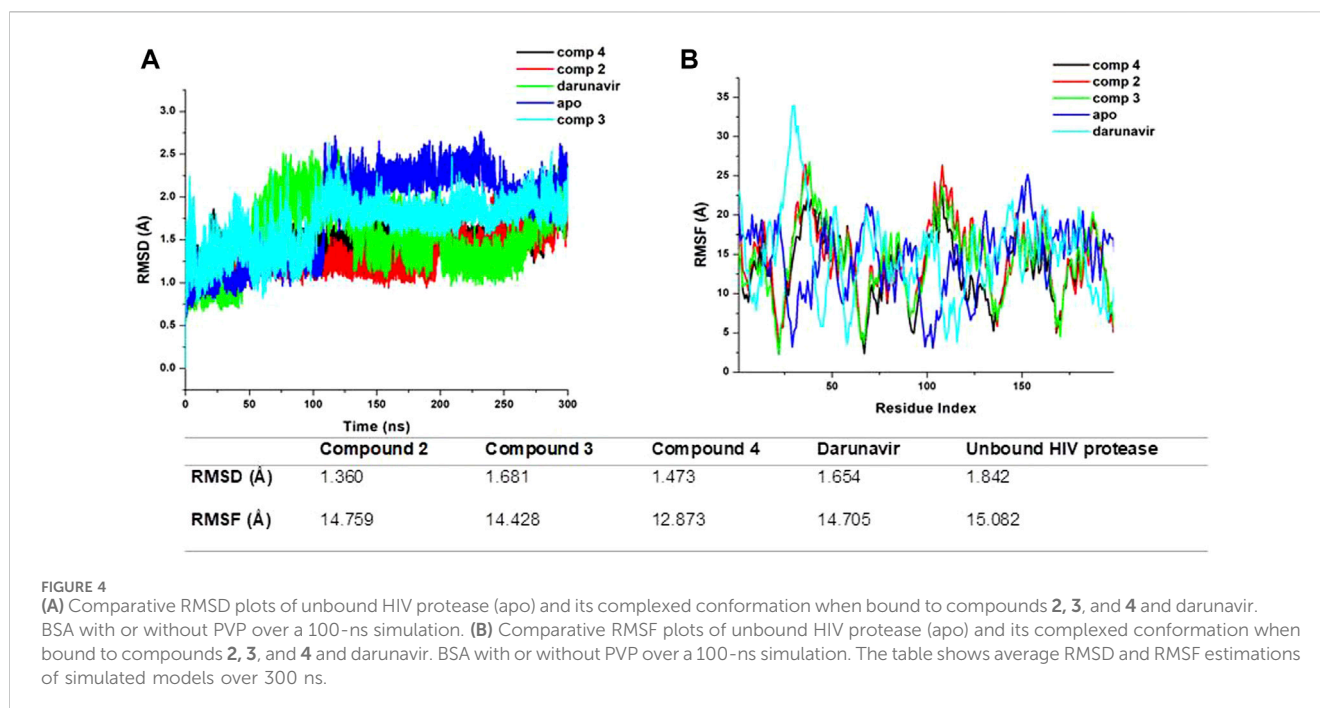 A
comp 4
comp 2
darunavir
apo
comp 3
RMSD (Å)
3.0
2.5
2.0
1.5
1.0
0.5
0.0
0 50 100 150 200 250 300
Time (ns)
B
comp 4
comp 2
comp 3
apo
darunavir
RMSF (Å)
35
30
25
20
15
10
5
0
50 100 150
Residue Index
Compound 2 Compound 3 Compound 4 Darunavir Unbound HIV protease
RMSD (Å) 1.360 1.681 1.473 1.654 1.842
RMSF (Å) 14.759 14.428 12.873 14.705 15.082
FIGURE 4
(A) Comparative RMSD plots of unbound HIV protease (apo) and its complexed conformation when bound to compounds 2, 3, and 4 and darunavir.
BSA with or without PVP over a 100-ns simulation. (B) Comparative RMSF plots of unbound HIV protease (apo) and its complexed conformation when
bound to compounds 2, 3, and 4 and darunavir. BSA with or without PVP over a 100-ns simulation. The table shows average RMSD and RMSF estimations
of simulated models over 300 ns.